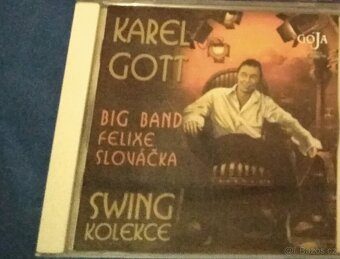 KAREL
GOTT
GOJA
BIG BAND
FELIXE
SLOVÁČKA
SWING
KOLEKCE